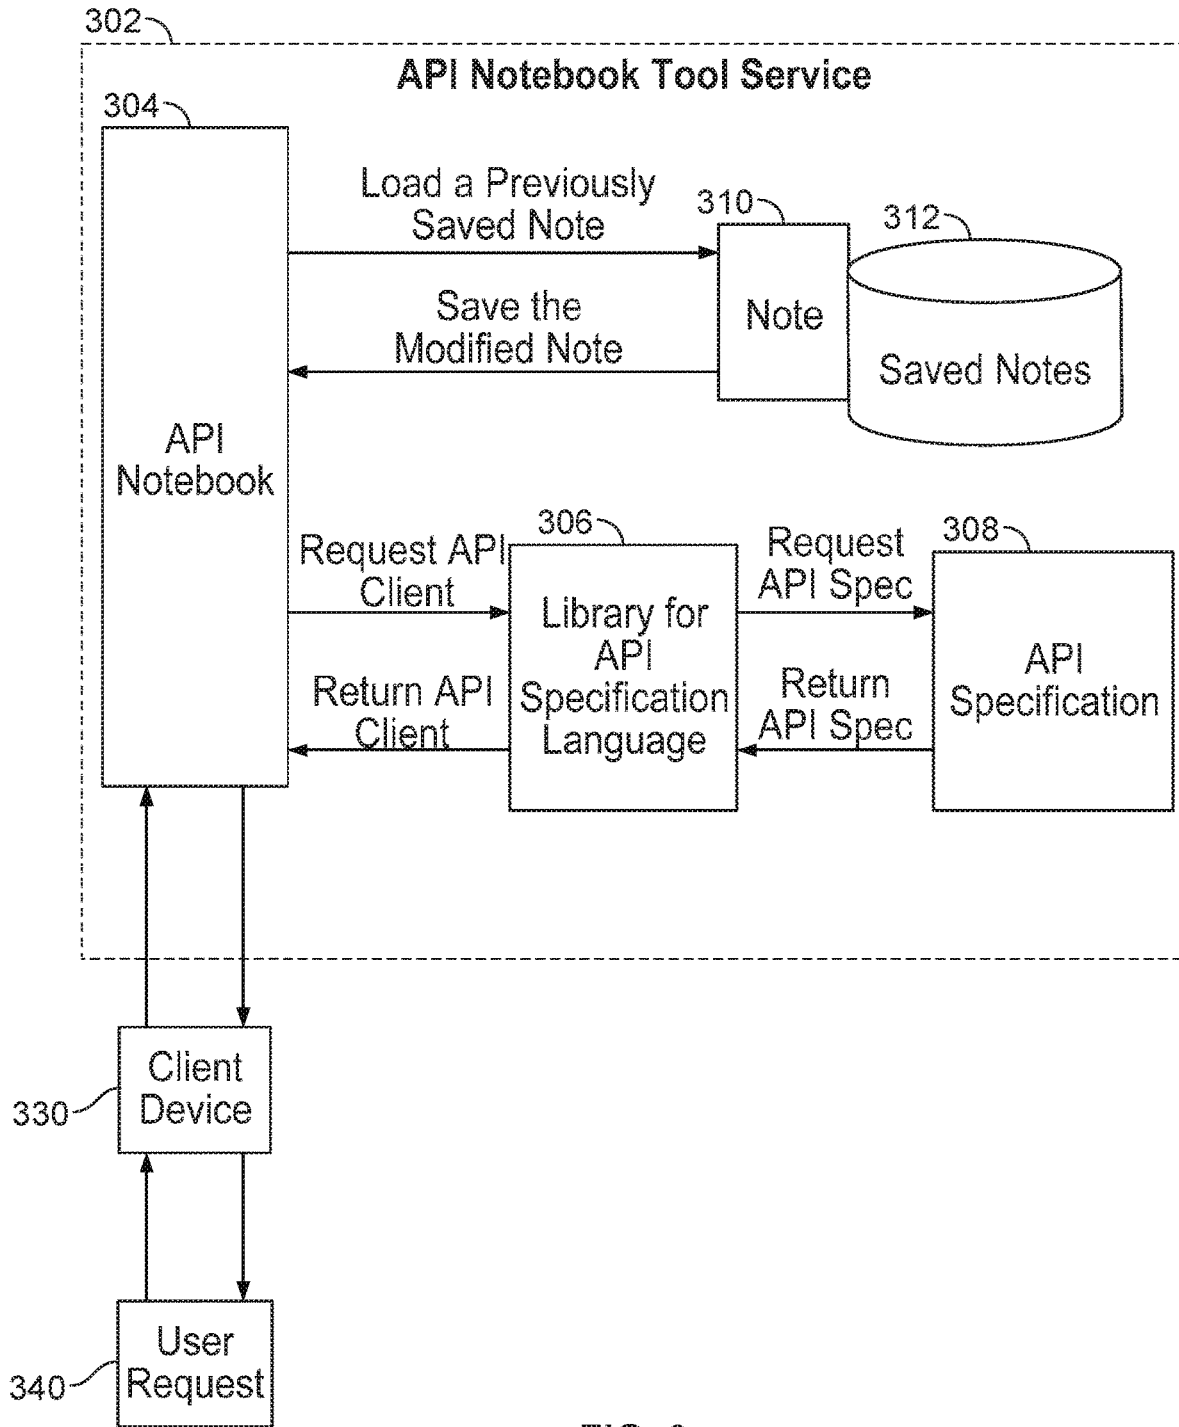 302
API Notebook Tool Service
304
Load a Previously
Saved Note
310
312
Save the
Modified Note
Note
Saved Notes
API
Notebook
306
308
Request API
Client
Request
API Spec
Library for
API
Specification
Language
API
Specification
Return API
Client
Return
API Spec
Client
Device
330
User
Request
340